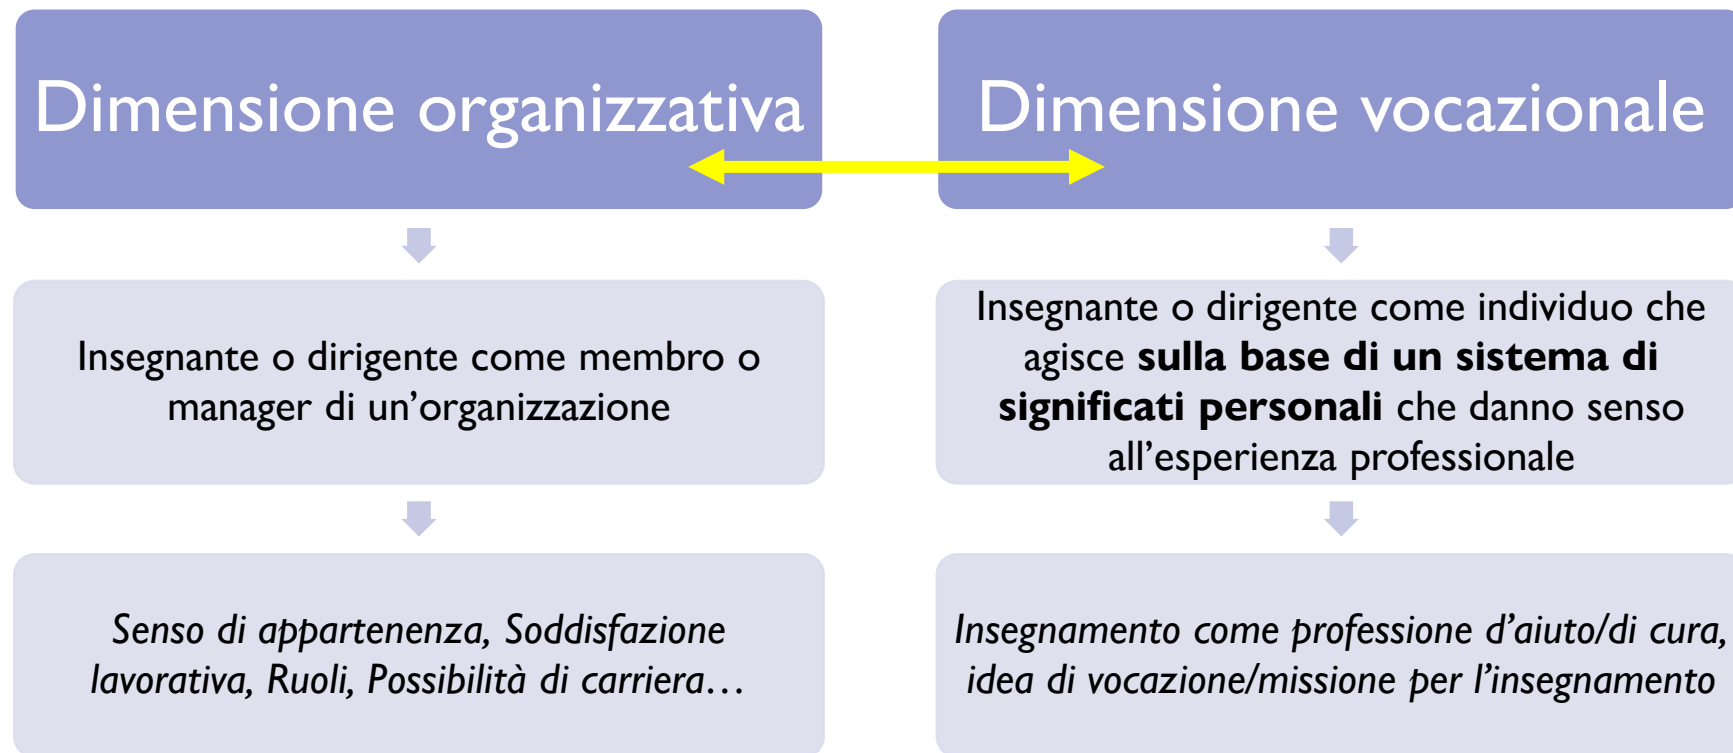 Dimensione organizzativa
Insegnante o dirigente come membro o
manager di un’organizzazione
Senso di appartenenza, Soddisfazione
lavorativa, Ruoli, Possibilità di carriera…
Dimensione vocazionale
Insegnante o dirigente come individuo che
agisce sulla base di un sistema di
significati personali che danno senso
all’esperienza professionale
Insegnamento come professione d’aiuto/di cura,
idea di vocazione/missione per l’insegnamento